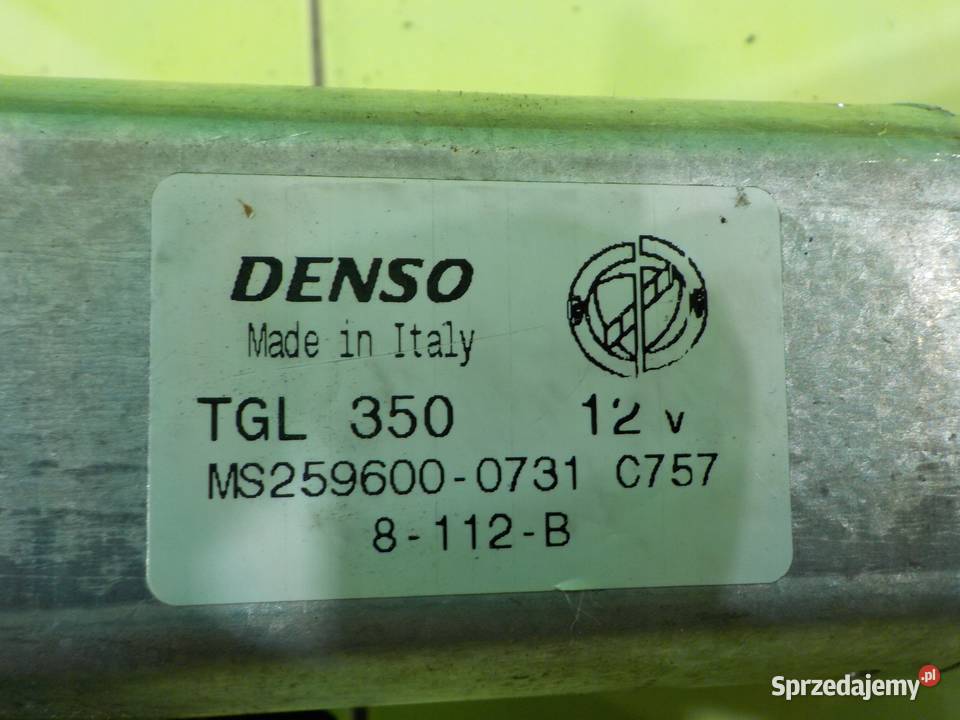 DENSO
Made in Italy
TGL 350 12 v
MS259600-0731 C757
8-112-B
Sprzedajemy.pl